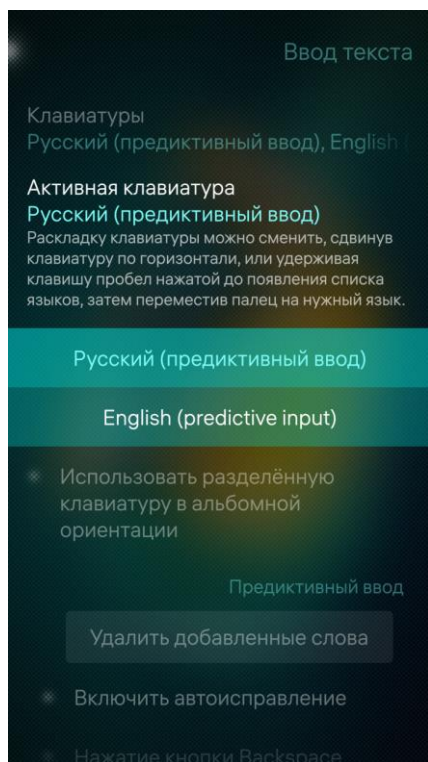 Ввод текста
Клавиатуры
Русский (предиктивный ввод), English (
Активная клавиатура
Русский (предиктивный ввод)
Раскладку клавиатуры можно сменить, сдвинув
клавиатуру по горизонтали, или удерживая
клавишу пробел нажатой до появления списка
языков, затем переместив палец на нужный язык.
Русский (предиктивный ввод)
English (predictive input)
Использовать разделённую
клавиатуру в альбомной
ориентации
Предиктивный ввод
Удалить добавленные слова
Включить автоисправление
Нажатие кнопки Backspace